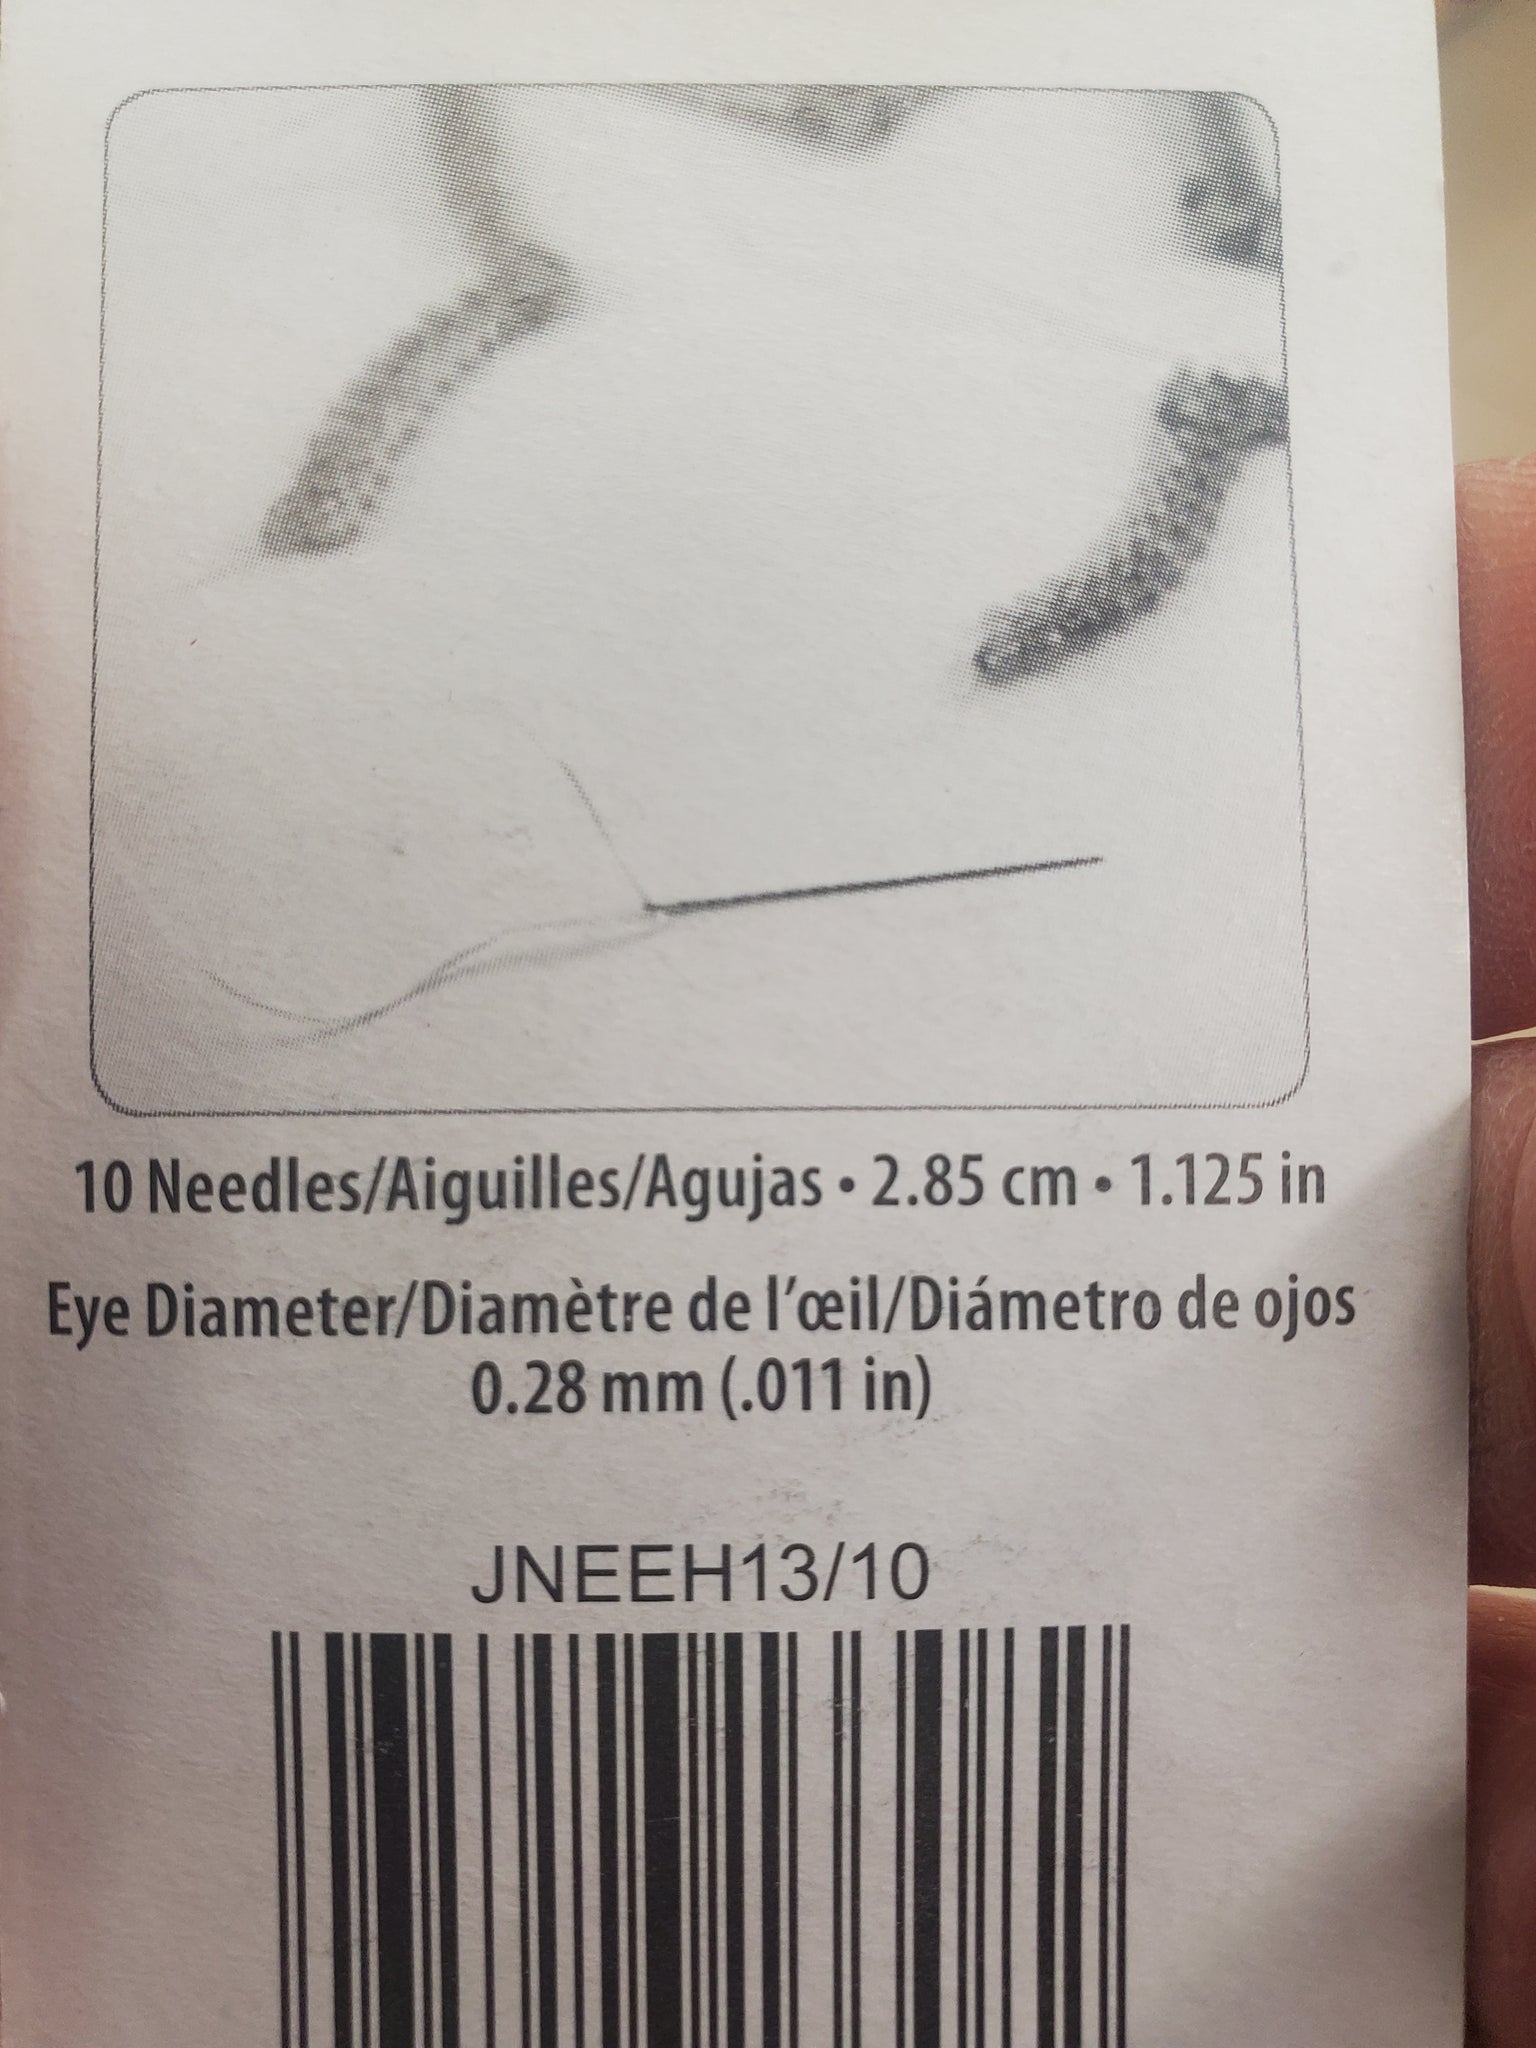 10 Needles/Aiguilles/Agujas • 2.85 cm • 1.125 in
Eye Diameter/Diamètre de l'œil/Diámetro de ojos
0.28 mm (.011 in)
JNEEH13/10